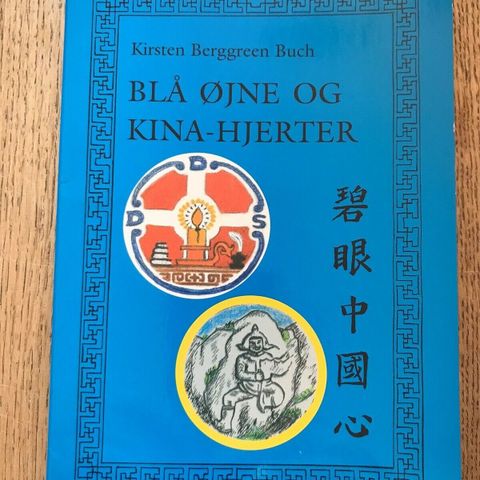 Kirsten Berggreen Buch
BLÅ ØJNE OG
KINA-HJERTER
D
D S
碧眼中國心